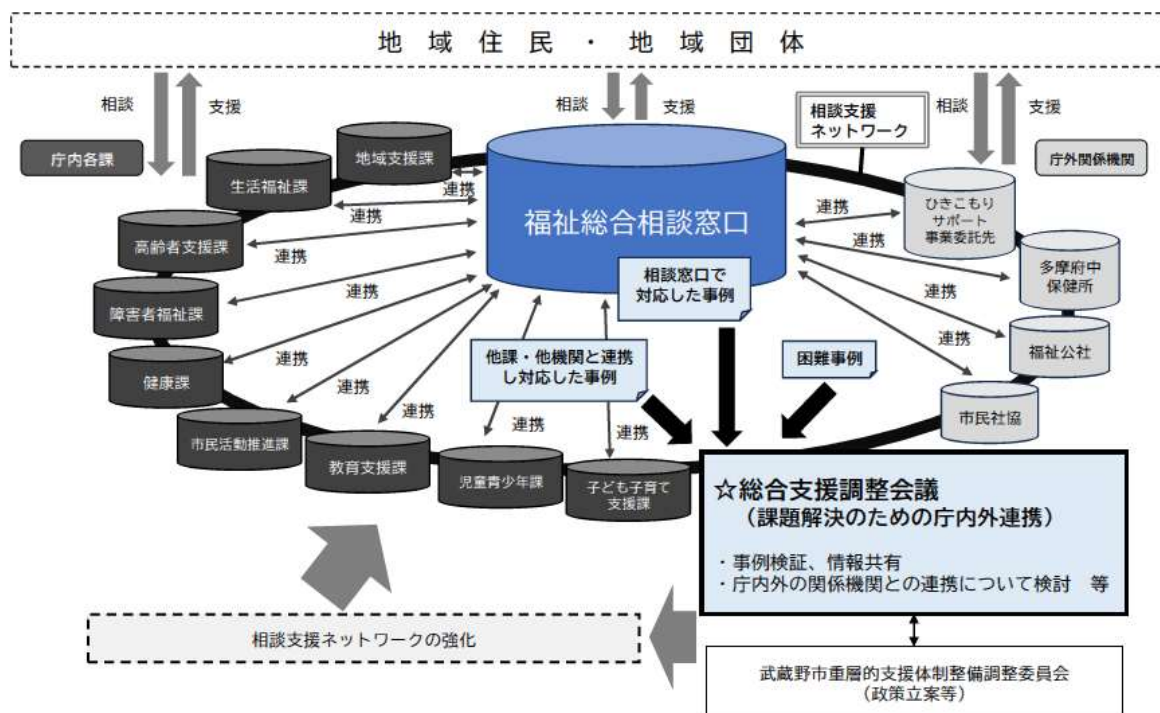 地域住民・地域団体
相談
支援
相談
支援
相談
支援
相談支援
ネットワーク
庁内各課
庁外関係機関
地域支援課
生活福祉課
高齢者支援課
障害者福祉課
健康課
市民活動推進課
教育支援課
児童青少年課
子ども子育て
支援課
福祉総合相談窓口
連携
連携
連携
連携
連携
連携
連携
連携
連携
連携
連携
連携
連携
ひきこもり
サポート
事業委託先
多摩府中
保健所
福祉公社
市民社協
相談窓口で
対応した事例
他課・他機関と連携
し対応した事例
困難事例
☆総合支援調整会議
（課題解決のための庁内外連携）
・事例検証、情報共有
・庁内外の関係機関との連携について検討　等
相談支援ネットワークの強化
武蔵野市重層的支援体制整備調整委員会
（政策立案等）